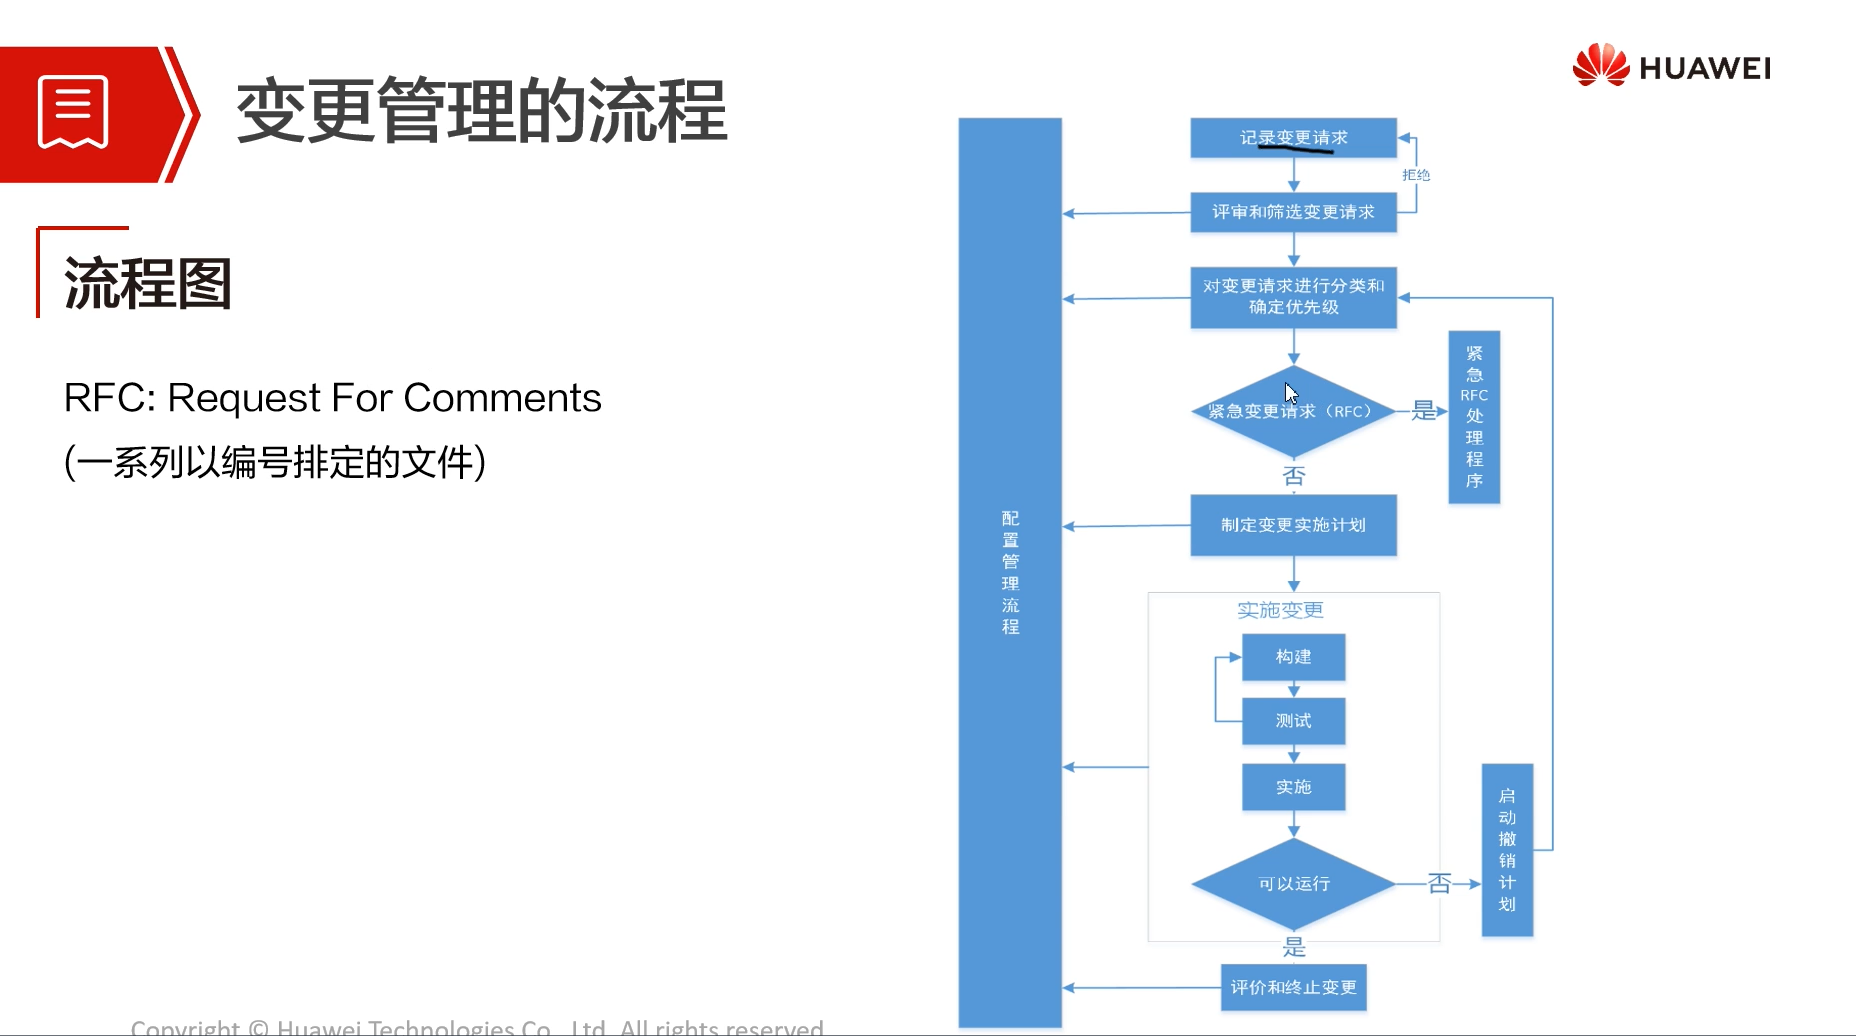 变更管理的流程
HUAWEI
流程图
RFC: Request For Comments
(一系列以编号排定的文件)
记录变更请求
拒绝
评审和筛选变更请求
对变更请求进行分类和
确定优先级
紧急变更请求（RFC）
是
紧急RFC处理程序
否
制定变更实施计划
配置管理流程
实施变更
构建
测试
实施
可以运行
否
启动撤销计划
是
评价和终止变更
Copyright © Huawei Technologies Co., Ltd. All rights reserved